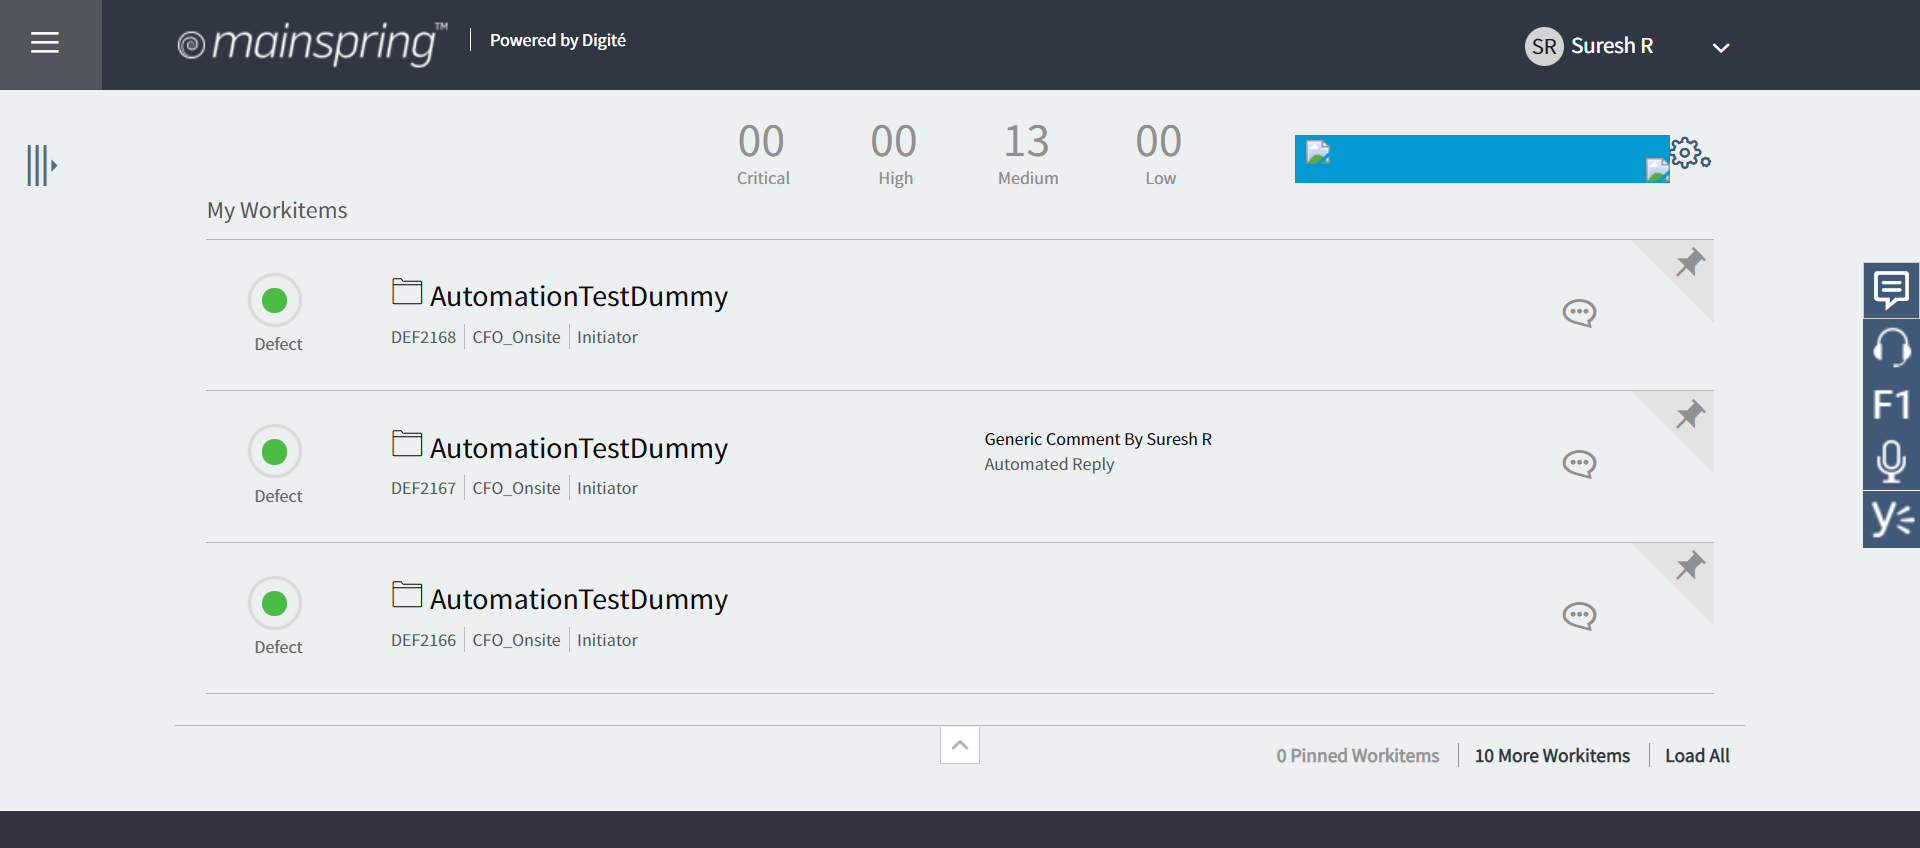 mainspring™
Powered by Digité
SR Suresh R
00 00 13 00
Critical High Medium Low
My Workitems
AutomationTestDummy
Defect
DEF2168 CFO_Onsite Initiator
AutomationTestDummy
Generic Comment By Suresh R
Automated Reply
Defect
DEF2167 CFO_Onsite Initiator
AutomationTestDummy
Defect
DEF2166 CFO_Onsite Initiator
F1
y
0 Pinned Workitems 10 More Workitems Load All